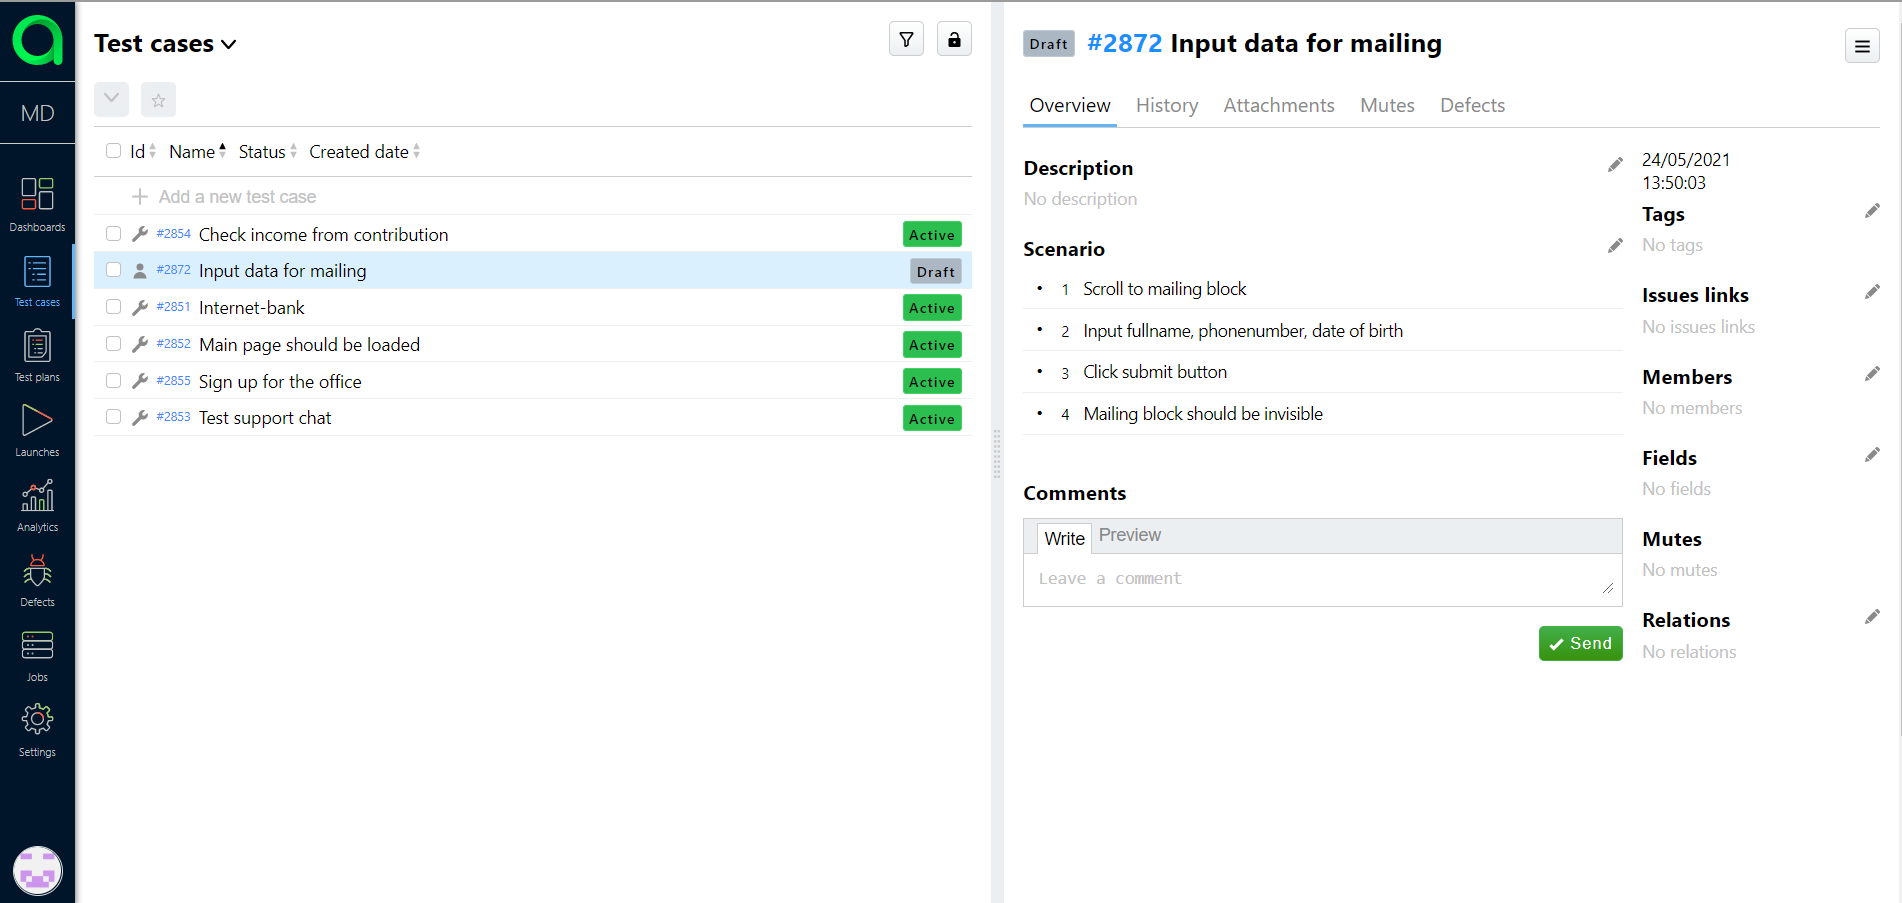 MD
Dashboards
Test cases
Test plans
Launches
Analytics
Defects
Jobs
Settings
Test cases
Id Name Status Created date
Add a new test case
#2854 Check income from contribution Active
#2872 Input data for mailing Draft
#2851 Internet-bank Active
#2852 Main page should be loaded Active
#2855 Sign up for the office Active
#2853 Test support chat Active
Draft #2872 Input data for mailing
Overview History Attachments Mutes Defects
Description
No description
Scenario
• 1 Scroll to mailing block
• 2 Input fullname, phonenumber, date of birth
• 3 Click submit button
• 4 Mailing block should be invisible
Comments
Write Preview
Leave a comment
Send
24/05/2021
13:50:03
Tags
No tags
Issues links
No issues links
Members
No members
Fields
No fields
Mutes
No mutes
Relations
No relations